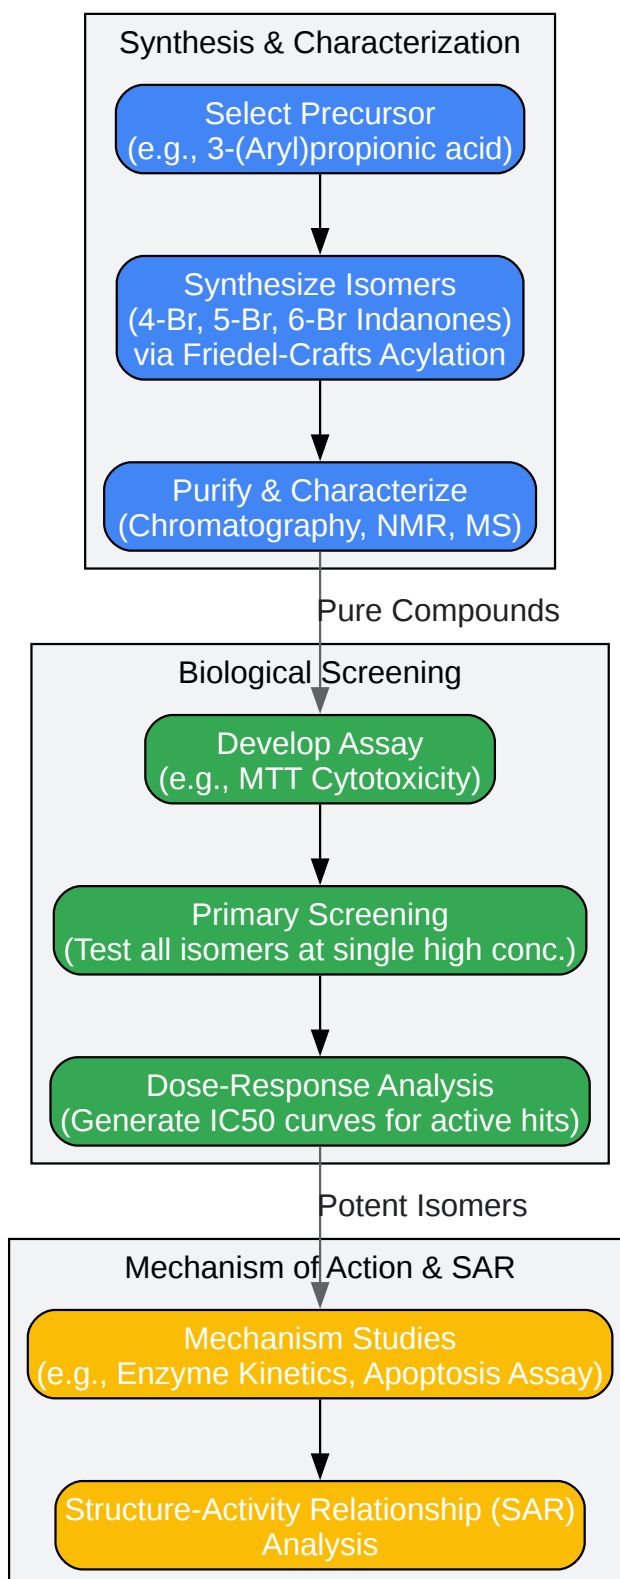 Synthesis & Characterization
Select Precursor
(e.g., 3-(Aryl)propionic acid)
Synthesize Isomers
(4-Br, 5-Br, 6-Br Indanones)
via Friedel-Crafts Acylation
Purify & Characterize
(Chromatography, NMR, MS)
Pure Compounds
Biological Screening
Develop Assay
(e.g., MTT Cytotoxicity)
Primary Screening
(Test all isomers at single high conc.)
Dose-Response Analysis
(Generate IC50 curves for active hits)
Potent Isomers
Mechanism of Action & SAR
Mechanism Studies
(e.g., Enzyme Kinetics, Apoptosis Assay)
Structure-Activity Relationship (SAR)
Analysis